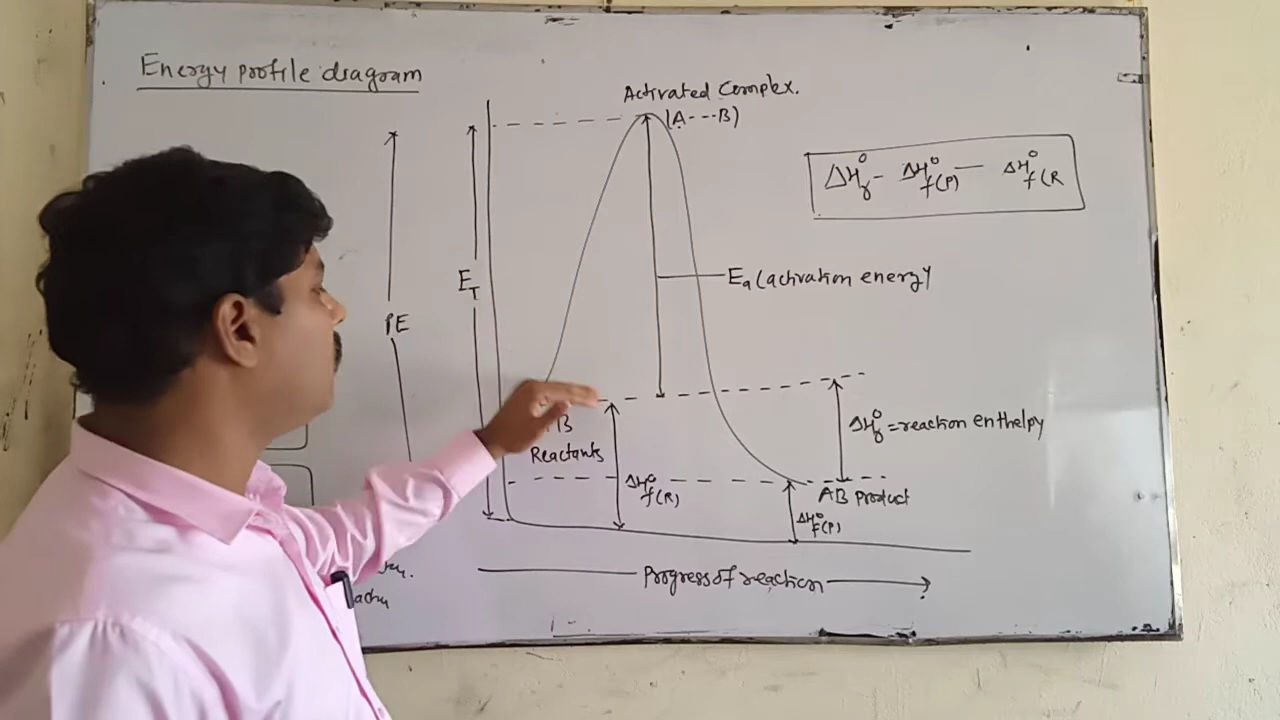 Energy profile diagram
Activated Complex.
(A---B)
ΔH°r - ΔH°f(P) — ΔH°f(R
ET
Ea (activation energy
PE
B
Reactants
ΔH°r = reaction enthalpy
ΔH°f(R)
AB product
ΔH°f(P)
Progress of reaction